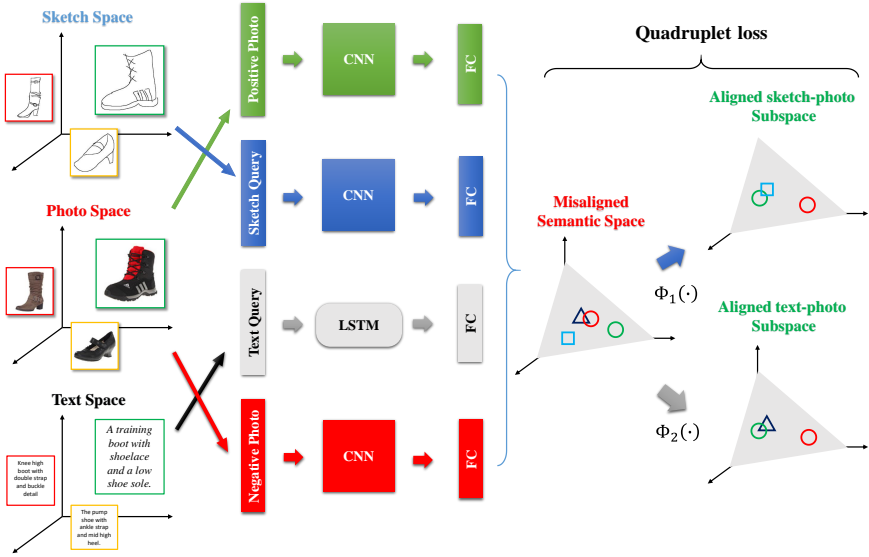 Sketch Space
Photo Space
Text Space
Knee high
boot with
double strap
and buckle
detail
A training
boot with
shoelace
and a low
shoe sole.
The pump
shoe with
ankle strap
and mid high
heel.
Positive Photo
CNN
FC
Sketch Query
CNN
FC
Text Query
LSTM
FC
Negative Photo
CNN
FC
Quadruplet loss
Misaligned
Semantic Space
Aligned sketch-photo
Subspace
Φ₁(·)
Aligned text-photo
Subspace
Φ₂(·)